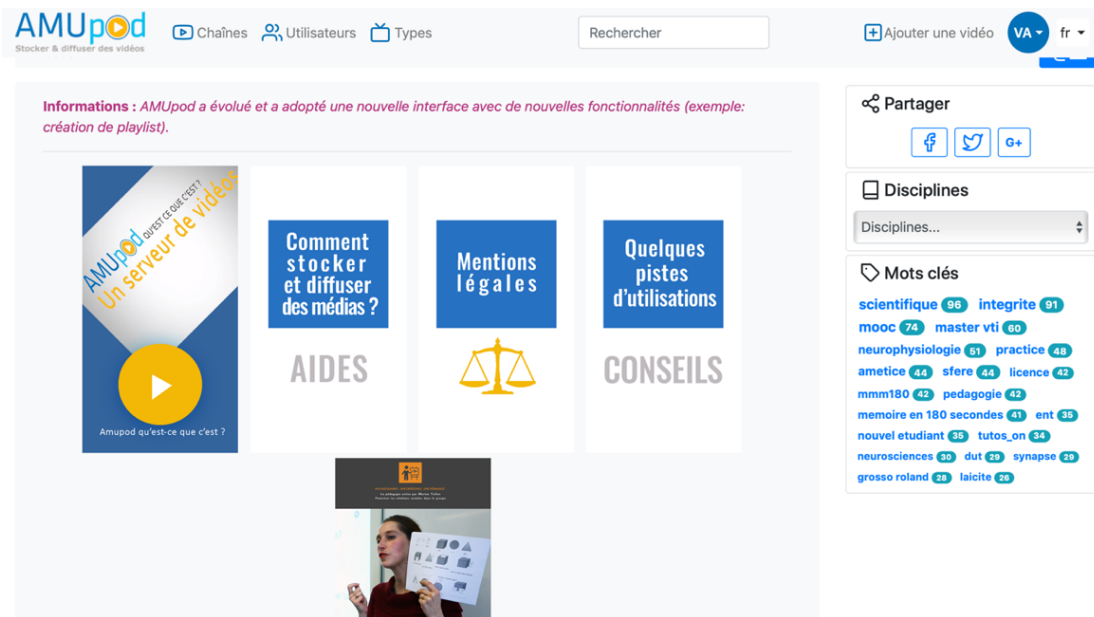 AMUpod
Stocker & diffuser des vidéos
Chaînes
Utilisateurs
Types
Rechercher
Ajouter une vidéo
VA
fr
Informations : AMUpod a évolué et a adopté une nouvelle interface avec de nouvelles fonctionnalités (exemple:
création de playlist).
AMUpod QU'EST CE QUE C'EST ?
Un serveur de vidéos
Amupod qu'est-ce que c'est ?
Comment
stocker
et diffuser
des médias ?
AIDES
Mentions
légales
Quelques
pistes
d'utilisations
CONSEILS
Partager
G+
Disciplines
Disciplines...
Mots clés
scientifique 96 integrite 91
mooc 74 master vti 60
neurophysiologie 51 practice 48
ametice 44 sfere 44 licence 42
mmm180 42 pedagogie 42
memoire en 180 secondes 41 ent 35
nouvel etudiant 35 tutos_on 34
neurosciences 30 dut 29 synapse 29
grosso roland 28 laicite 26